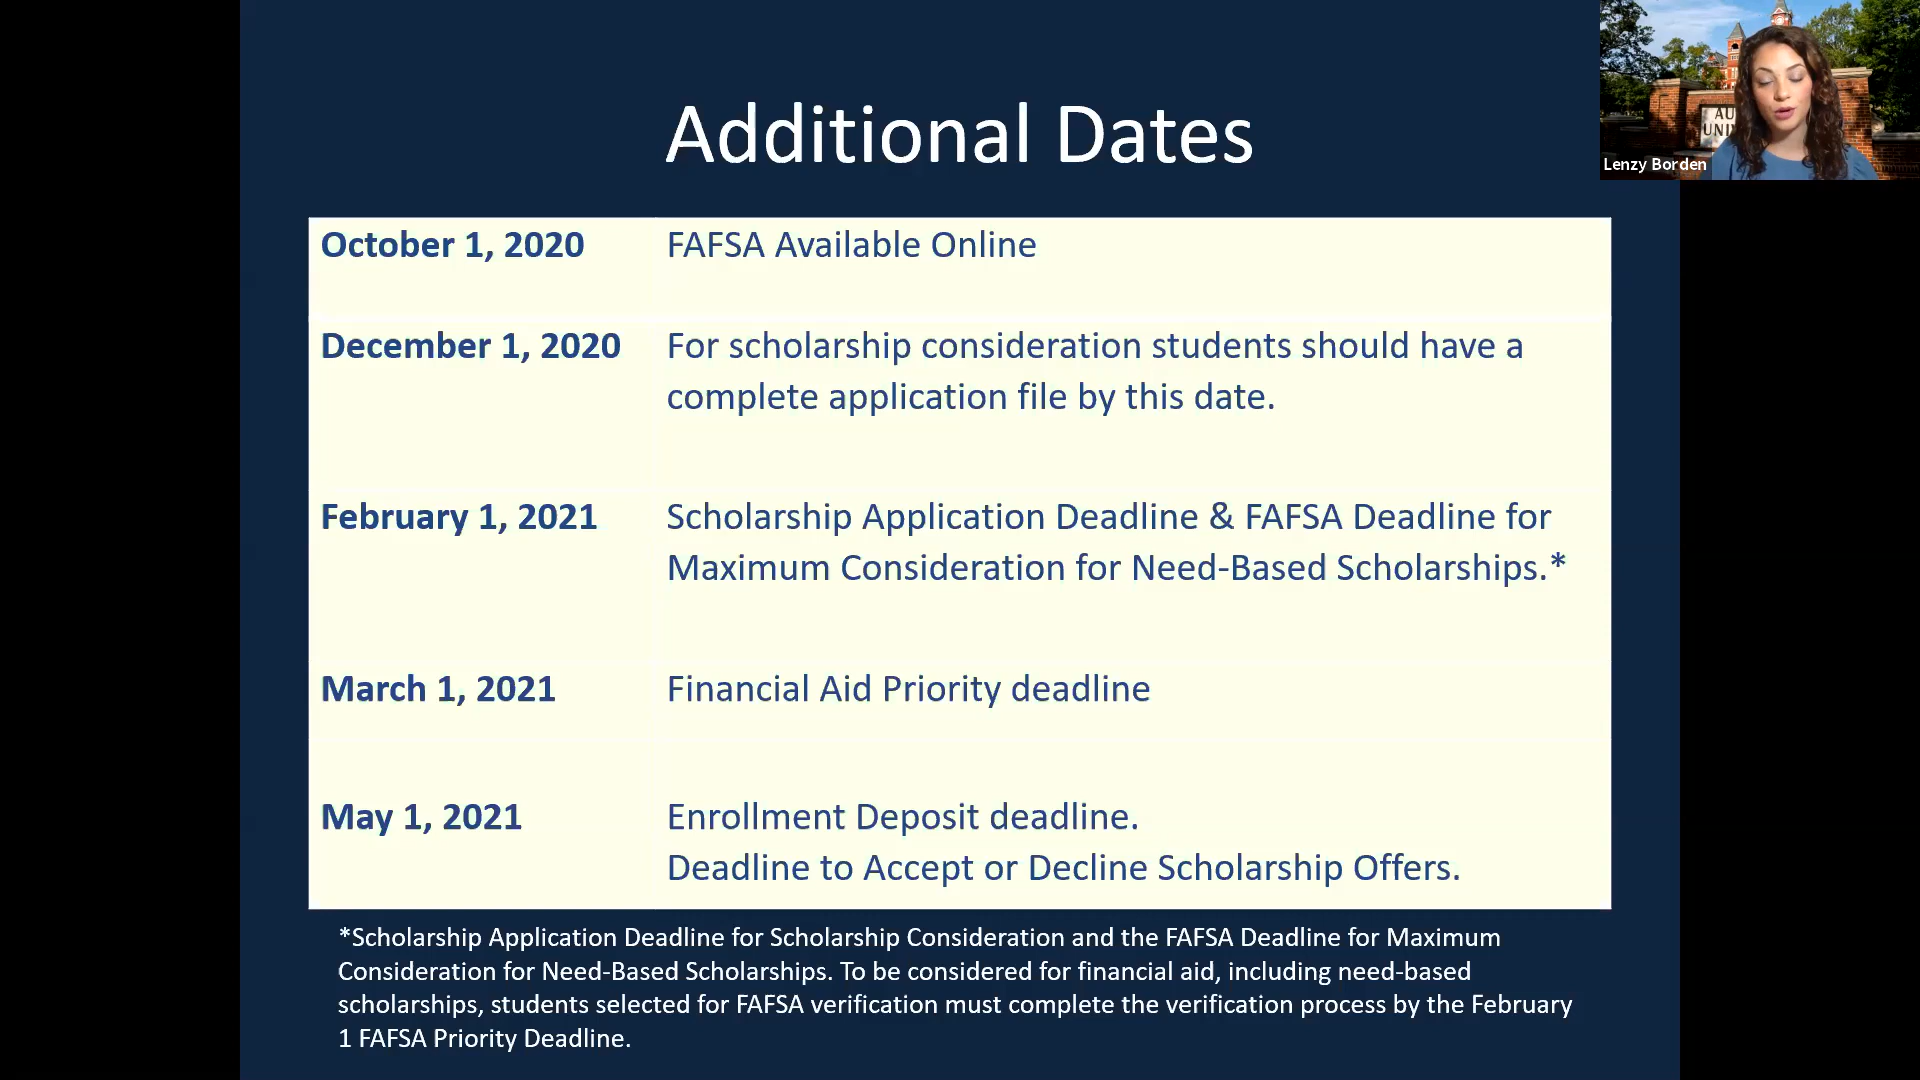 Additional Dates
AU
UNI
Lenzy Borden
October 1, 2020 FAFSA Available Online
December 1, 2020 For scholarship consideration students should have a
complete application file by this date.
February 1, 2021 Scholarship Application Deadline & FAFSA Deadline for
Maximum Consideration for Need-Based Scholarships.*
March 1, 2021 Financial Aid Priority deadline
May 1, 2021 Enrollment Deposit deadline.
Deadline to Accept or Decline Scholarship Offers.
*Scholarship Application Deadline for Scholarship Consideration and the FAFSA Deadline for Maximum
Consideration for Need-Based Scholarships. To be considered for financial aid, including need-based
scholarships, students selected for FAFSA verification must complete the verification process by the February
1 FAFSA Priority Deadline.